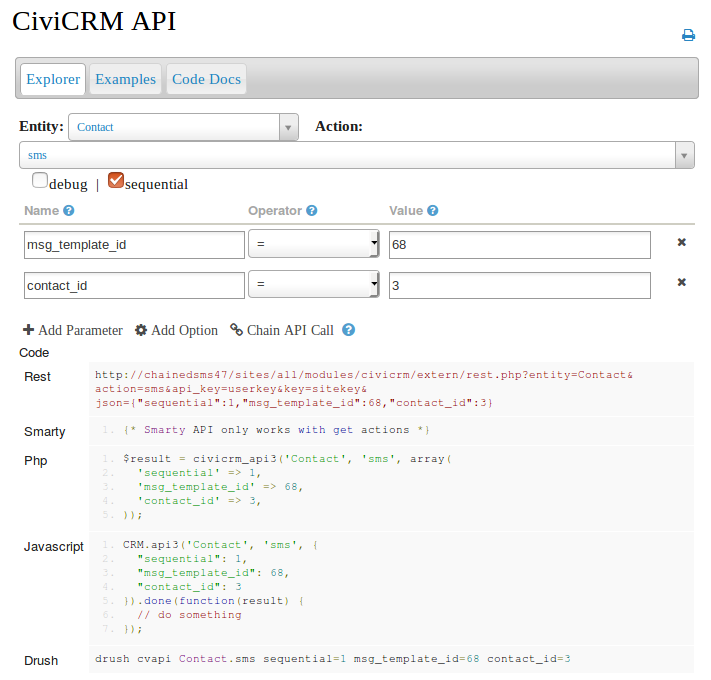 CiviCRM API
Explorer Examples Code Docs
Entity: Contact Action:
sms
debug | sequential
Name ? Operator ? Value ?
msg_template_id = 68 ✖
contact_id = 3 ✖
Add Parameter Add Option Chain API Call ?
Code
Rest
http://chainedsms47/sites/all/modules/civicrm/extern/rest.php?entity=Contact&
action=sms&api_key=userkey&key=sitekey&
json={"sequential":1,"msg_template_id":68,"contact_id":3}
Smarty
1. {* Smarty API only works with get actions *}
Php
1. $result = civicrm_api3('Contact', 'sms', array(
2. 'sequential' => 1,
3. 'msg_template_id' => 68,
4. 'contact_id' => 3,
5. ));
Javascript
1. CRM.api3('Contact', 'sms', {
2. "sequential": 1,
3. "msg_template_id": 68,
4. "contact_id": 3
5. }).done(function(result) {
6. // do something
7. });
Drush
drush cvapi Contact.sms sequential=1 msg_template_id=68 contact_id=3